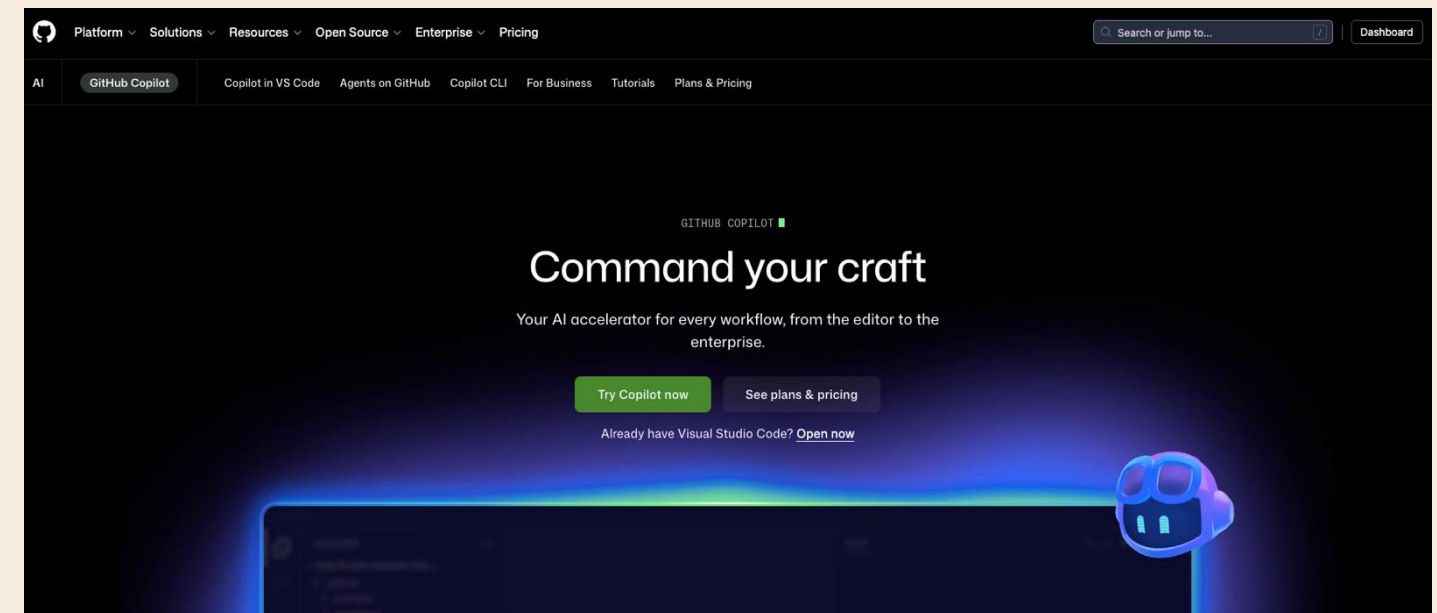 Platform Solutions Resources Open Source Enterprise Pricing Search or jump to... / Dashboard
AI GitHub Copilot Copilot in VS Code Agents on GitHub Copilot CLI For Business Tutorials Plans & Pricing
GITHUB COPILOT
Command your craft
Your AI accelerator for every workflow, from the editor to the
enterprise.
Try Copilot now See plans & pricing
Already have Visual Studio Code? Open now